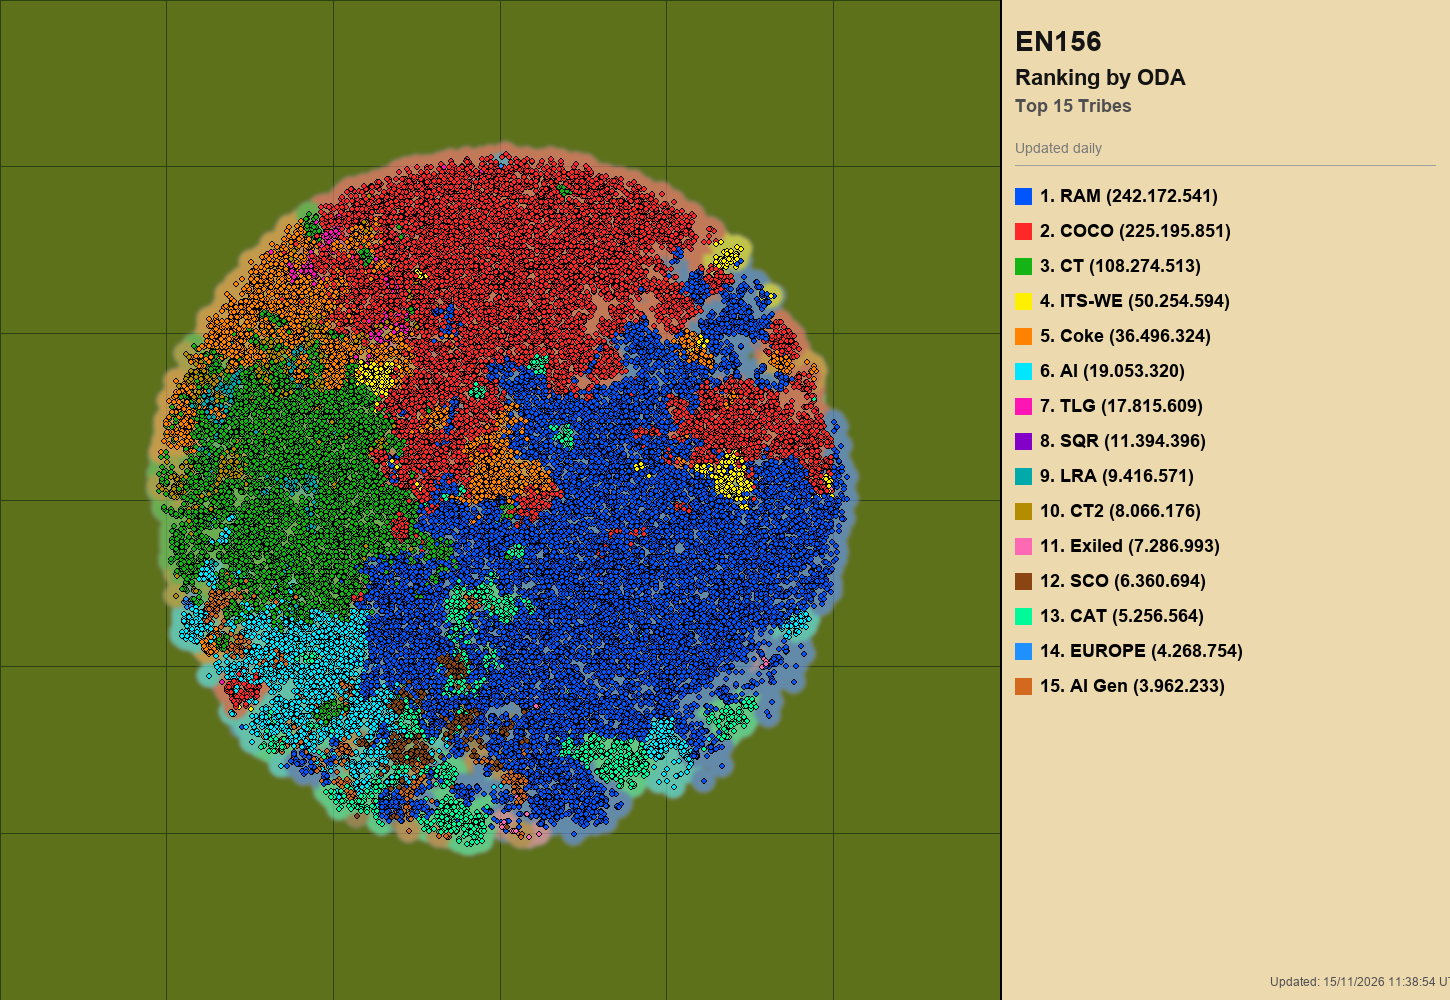 EN156
Ranking by ODA
Top 15 Tribes
Updated daily
1. RAM (242.172.541)
2. COCO (225.195.851)
3. CT (108.274.513)
4. ITS-WE (50.254.594)
5. Coke (36.496.324)
6. AI (19.053.320)
7. TLG (17.815.609)
8. SQR (11.394.396)
9. LRA (9.416.571)
10. CT2 (8.066.176)
11. Exiled (7.286.993)
12. SCO (6.360.694)
13. CAT (5.256.564)
14. EUROPE (4.268.754)
15. AI Gen (3.962.233)
Updated: 15/11/2026 11:38:54 U